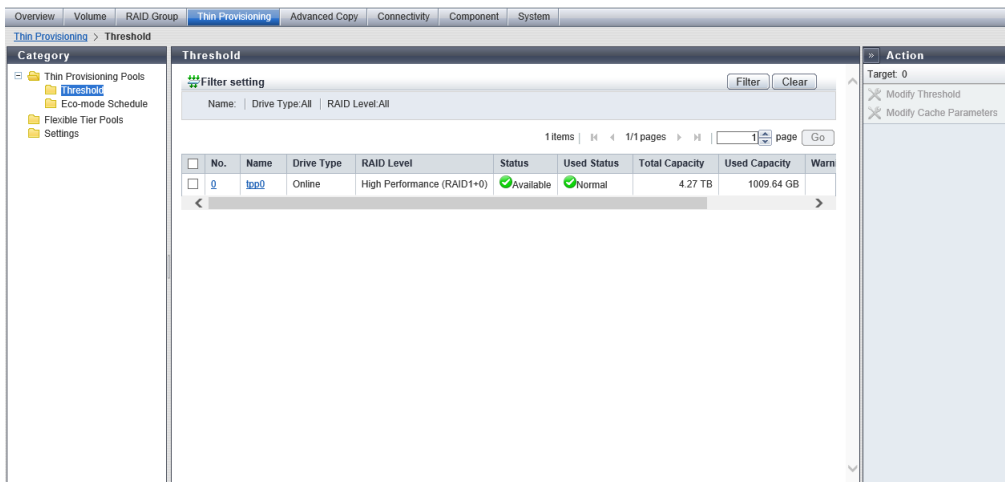 Overview Volume RAID Group Thin Provisioning Advanced Copy Connectivity Component System
Thin Provisioning > Threshold
Category
Thin Provisioning Pools
Threshold
Eco-mode Schedule
Flexible Tier Pools
Settings
Threshold
Filter setting Filter Clear
Name: | Drive Type:All | RAID Level:All
1 items | 1/1 pages | 1 page Go
No. Name Drive Type RAID Level Status Used Status Total Capacity Used Capacity Warn
0 tpp0 Online High Performance (RAID1+0) Available Normal 4.27 TB 1009.64 GB
» Action
Target: 0
Modify Threshold
Modify Cache Parameters